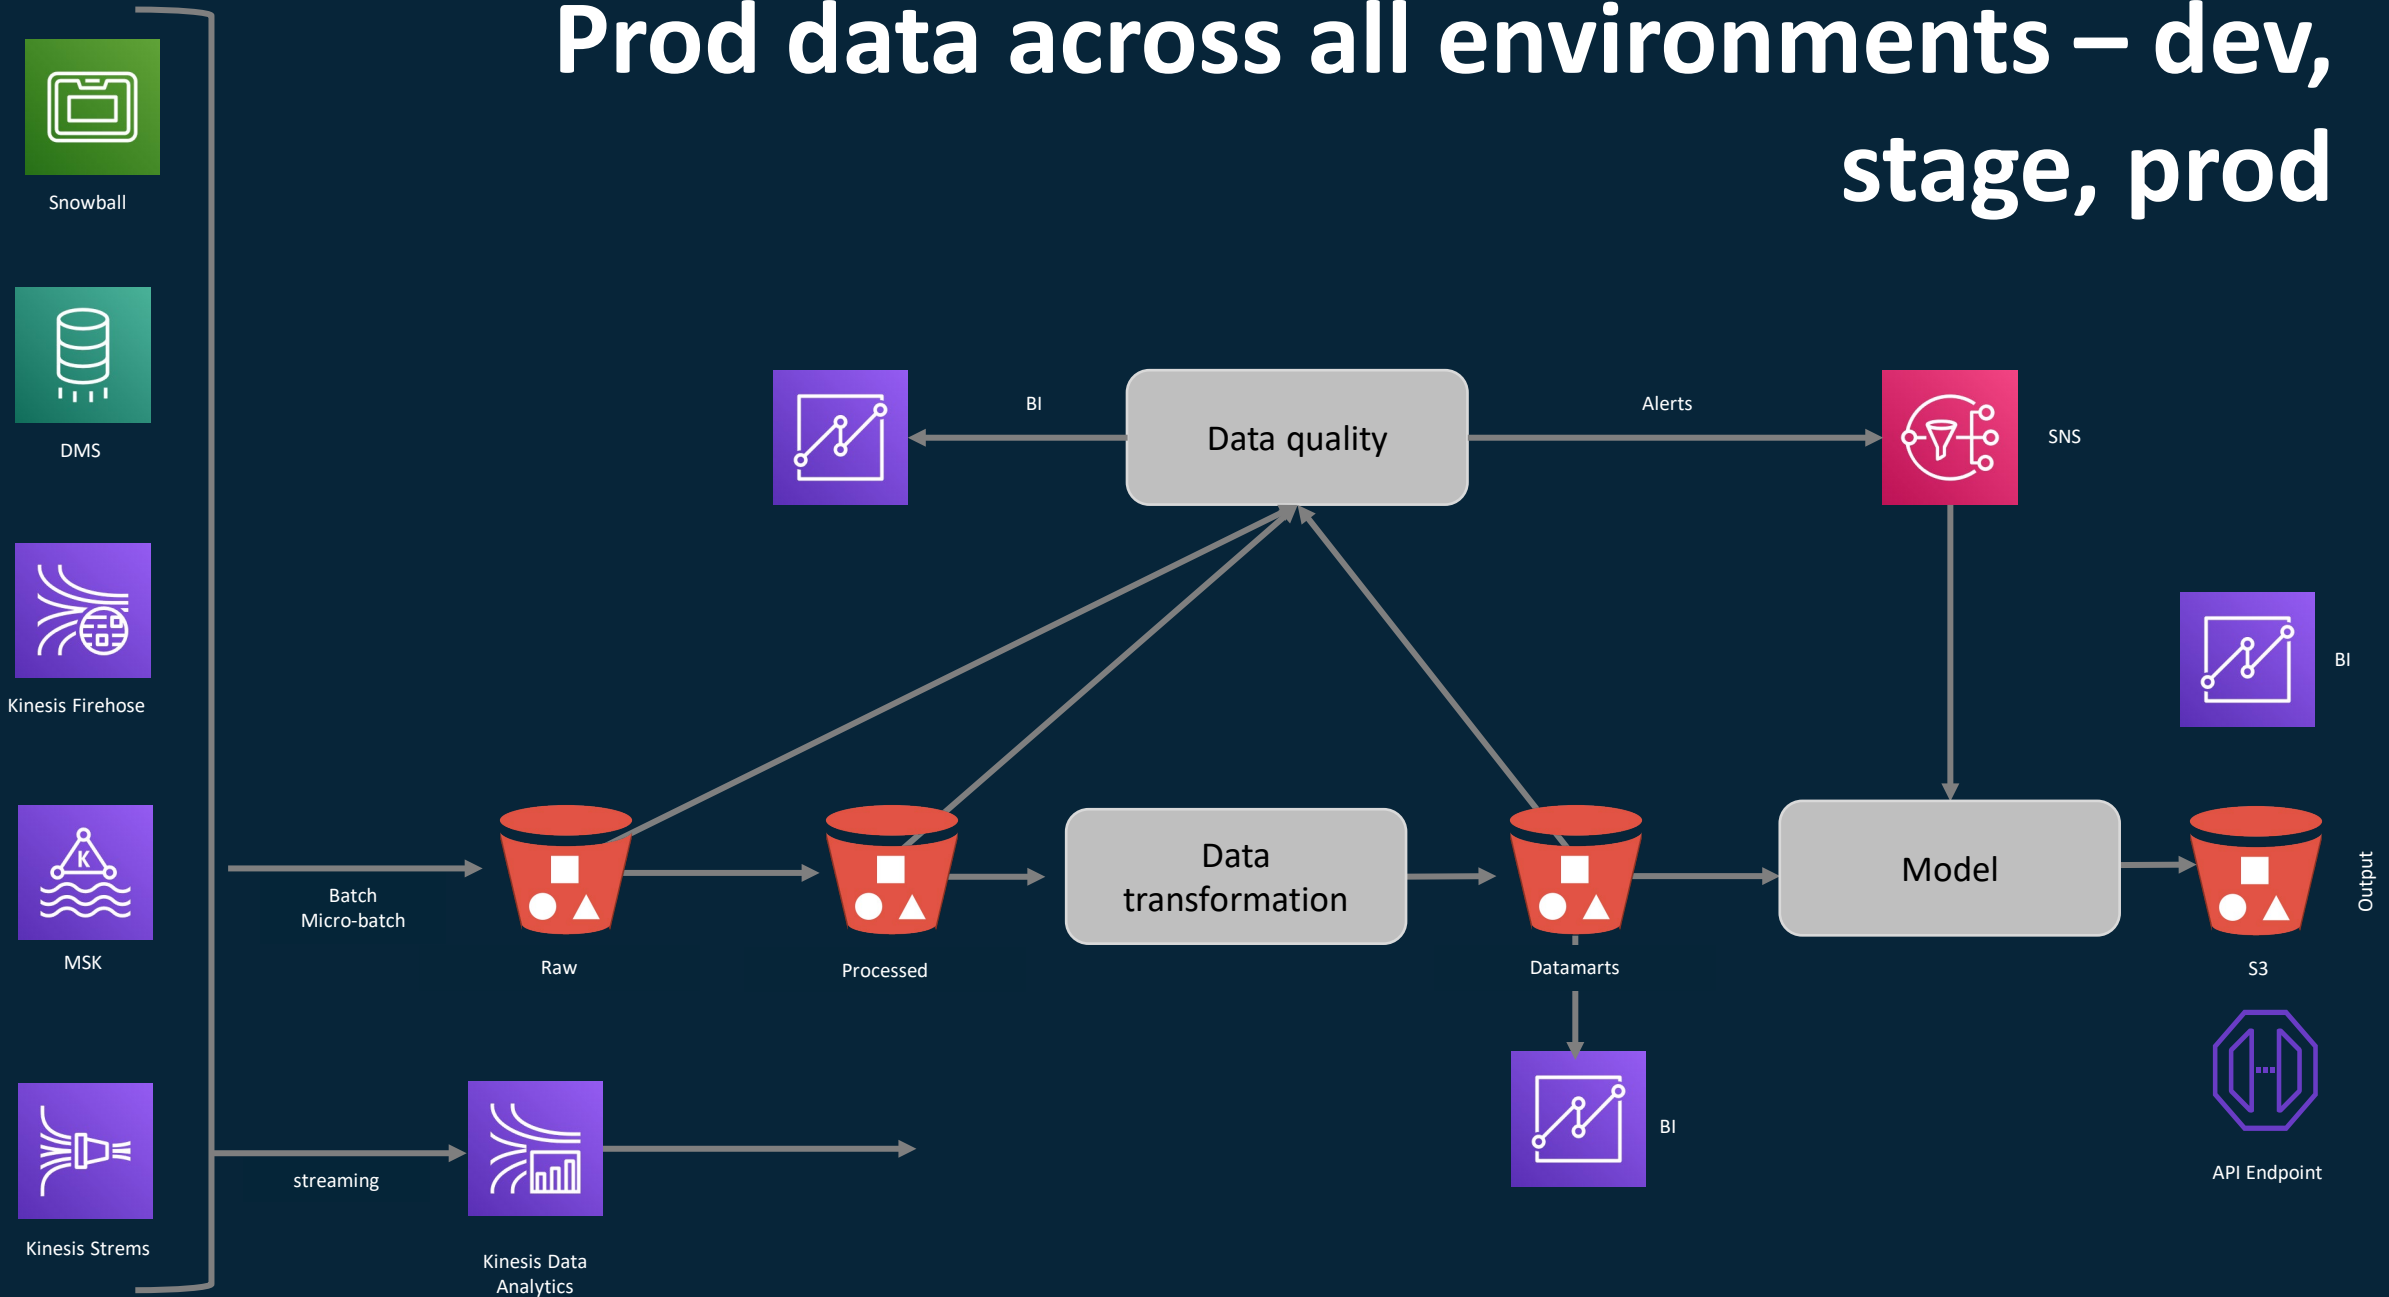 Prod data across all environments – dev,
stage, prod
Snowball
DMS
Kinesis Firehose
MSK
Kinesis Strems
Batch
Micro-batch
streaming
Kinesis Data
Analytics
Raw
Processed
BI
Data quality
Alerts
SNS
Data
transformation
Datamarts
BI
Model
BI
Output
S3
API Endpoint
K